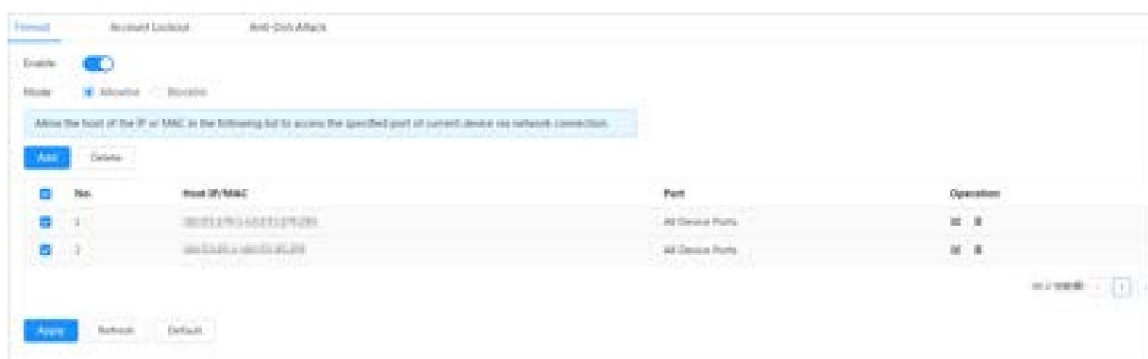 Firewall Account Lockout Anti-DoS Attack
Enable
Mode Allowlist Blocklist
Allow the host of the IP or MAC in the following list to access the specified port of current device via network connection.
Add Delete
No. Host IP/MAC Port Operation
1 All Device Ports
2 All Device Ports
1
Apply Refresh Default